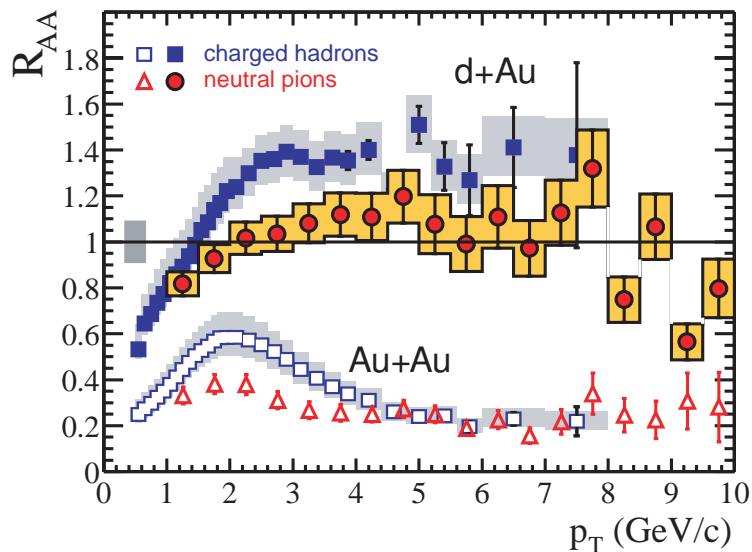 R_AA
1.8
1.6
1.4
1.2
1
0.8
0.6
0.4
0.2
0
charged hadrons
neutral pions
d+Au
Au+Au
0 1 2 3 4 5 6 7 8 9 10
p_T (GeV/c)